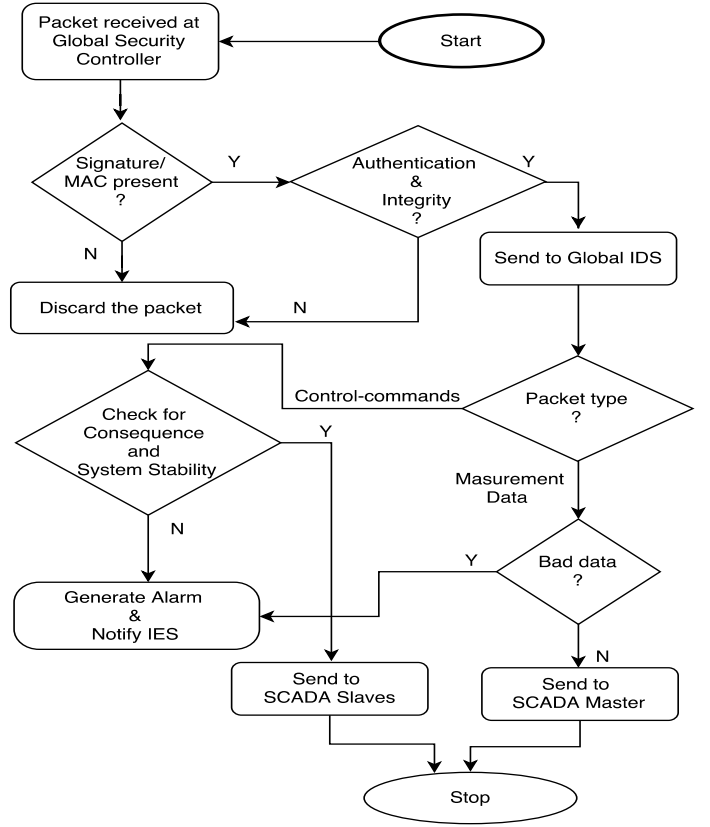 Packet received at
Global Security
Controller
Start
Signature/
MAC present
?
Y
Authentication
&
Integrity
?
Y
N
Send to Global IDS
Discard the packet
N
Control-commands
Packet type
?
Check for
Consequence
and
System Stability
Y
Masurement
Data
N
Y
Bad data
?
Generate Alarm
&
Notify IES
N
Send to
SCADA Slaves
Send to
SCADA Master
Stop